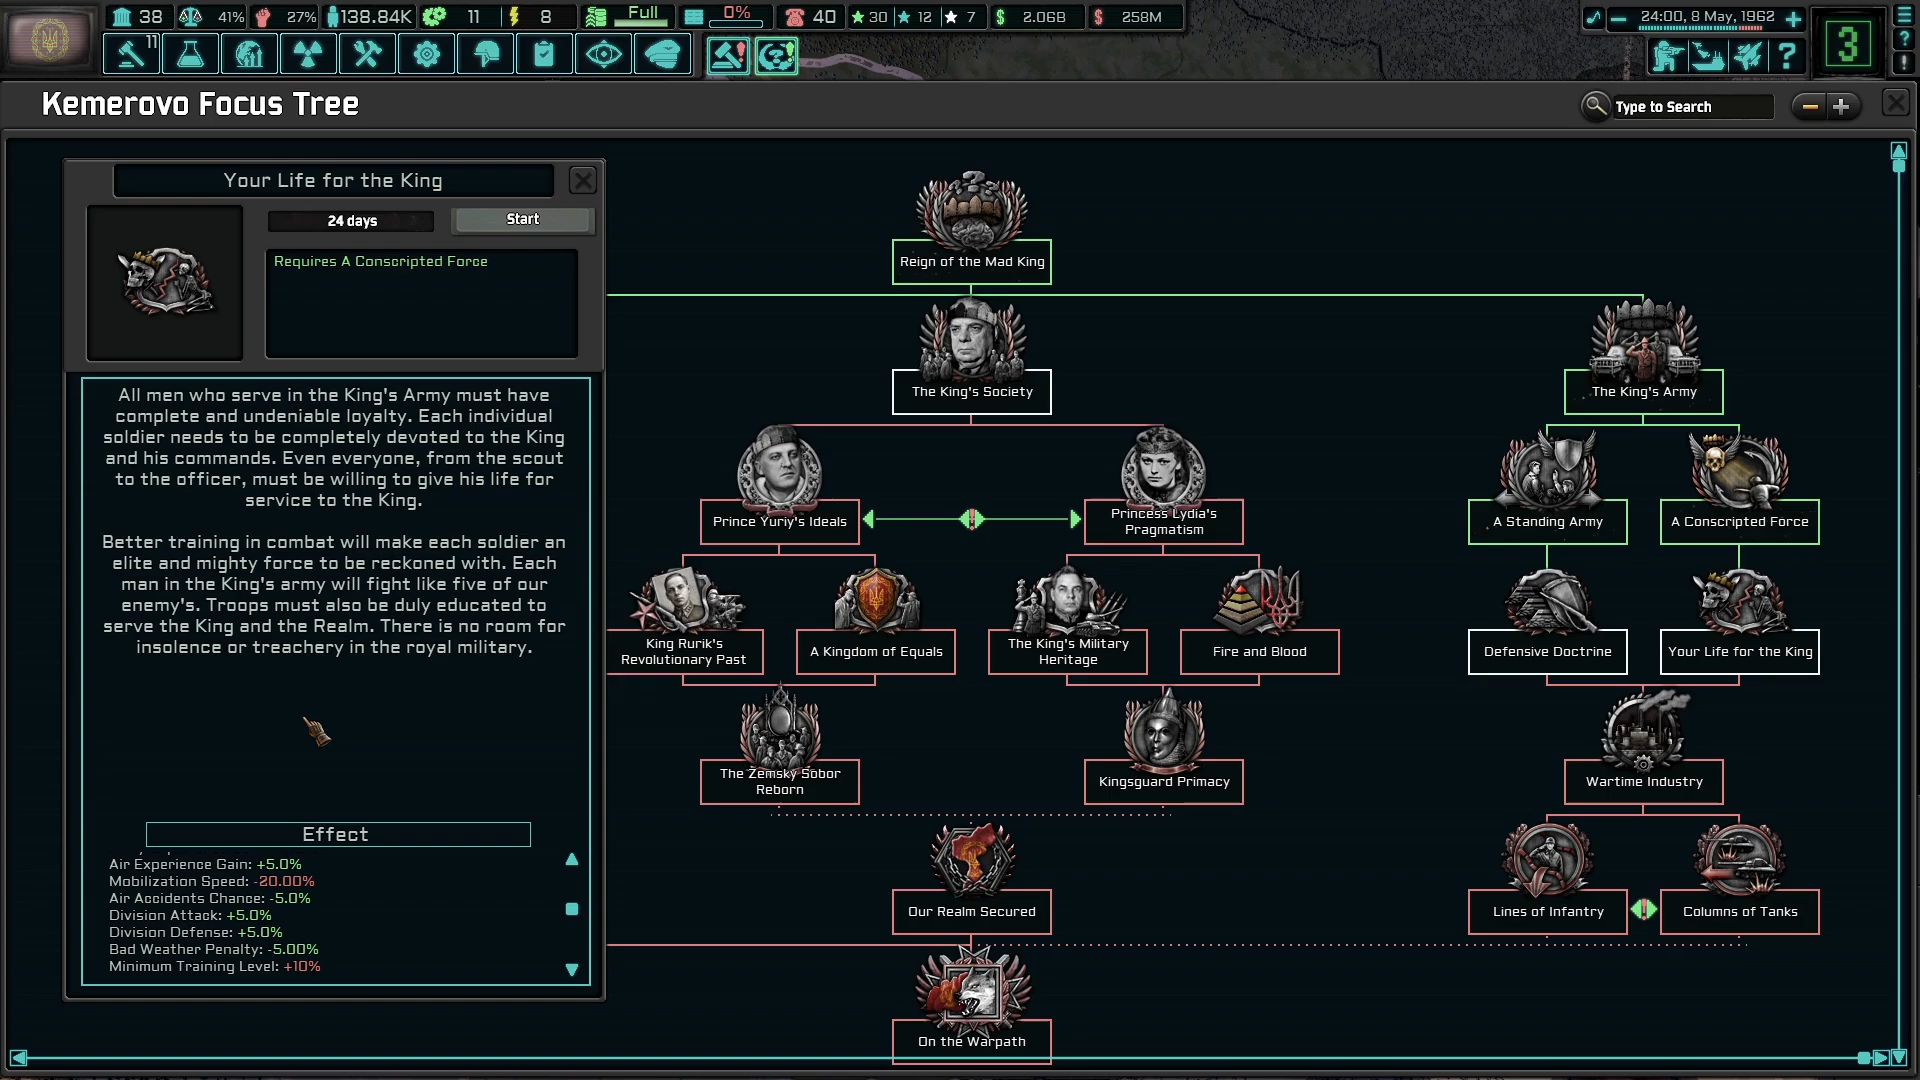 38
41%
27%
138.84K
11
8
Full
0%
40
30
12
7
$ 2.06B
$ 258M
24:00, 8 May, 1962
11
3
Kemerovo Focus Tree
Type to Search
Your Life for the King
24 days
Start
Requires A Conscripted Force
All men who serve in the King's Army must have
complete and undeniable loyalty. Each individual
soldier needs to be completely devoted to the King
and his commands. Even everyone, from the scout
to the officer, must be willing to give his life for
service to the King.
Better training in combat will make each soldier an
elite and mighty force to be reckoned with. Each
man in the King's army will fight like five of our
enemy's. Troops must also be duly educated to
serve the King and the Realm. There is no room for
insolence or treachery in the royal military.
Effect
Air Experience Gain: +5.0%
Mobilization Speed: -20.00%
Air Accidents Chance: -5.0%
Division Attack: +5.0%
Division Defense: +5.0%
Bad Weather Penalty: -5.00%
Minimum Training Level: +10%
Reign of the Mad King
The King's Society
The King's Army
Prince Yuriy's Ideals
Princess Lydia's
Pragmatism
A Standing Army
A Conscripted Force
King Rurik's
Revolutionary Past
A Kingdom of Equals
The King's Military
Heritage
Fire and Blood
Defensive Doctrine
Your Life for the King
The Zemsky Sobor
Reborn
Kingsguard Primacy
Wartime Industry
Our Realm Secured
Lines of Infantry
Columns of Tanks
On the Warpath